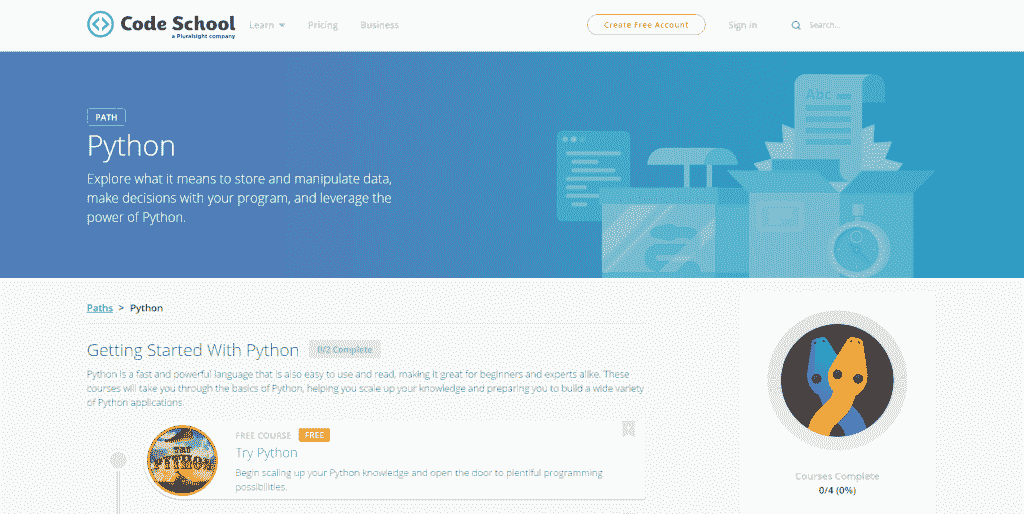 Code School
a Pluralsight company
Learn Pricing Business Create Free Account Sign in Search...
PATH
Python
Explore what it means to store and manipulate data,
make decisions with your program, and leverage the
power of Python.
Abc
Paths > Python
Getting Started With Python 0/2 Complete
Python is a fast and powerful language that is also easy to use and read, making it great for beginners and experts alike. These
courses will take you through the basics of Python, helping you scale up your knowledge and preparing you to build a wide variety
of Python applications.
FREE COURSE FREE
TRY
PYTHON
Try Python
Begin scaling up your Python knowledge and open the door to plentiful programming
possibilities.
Courses Complete
0/4 (0%)